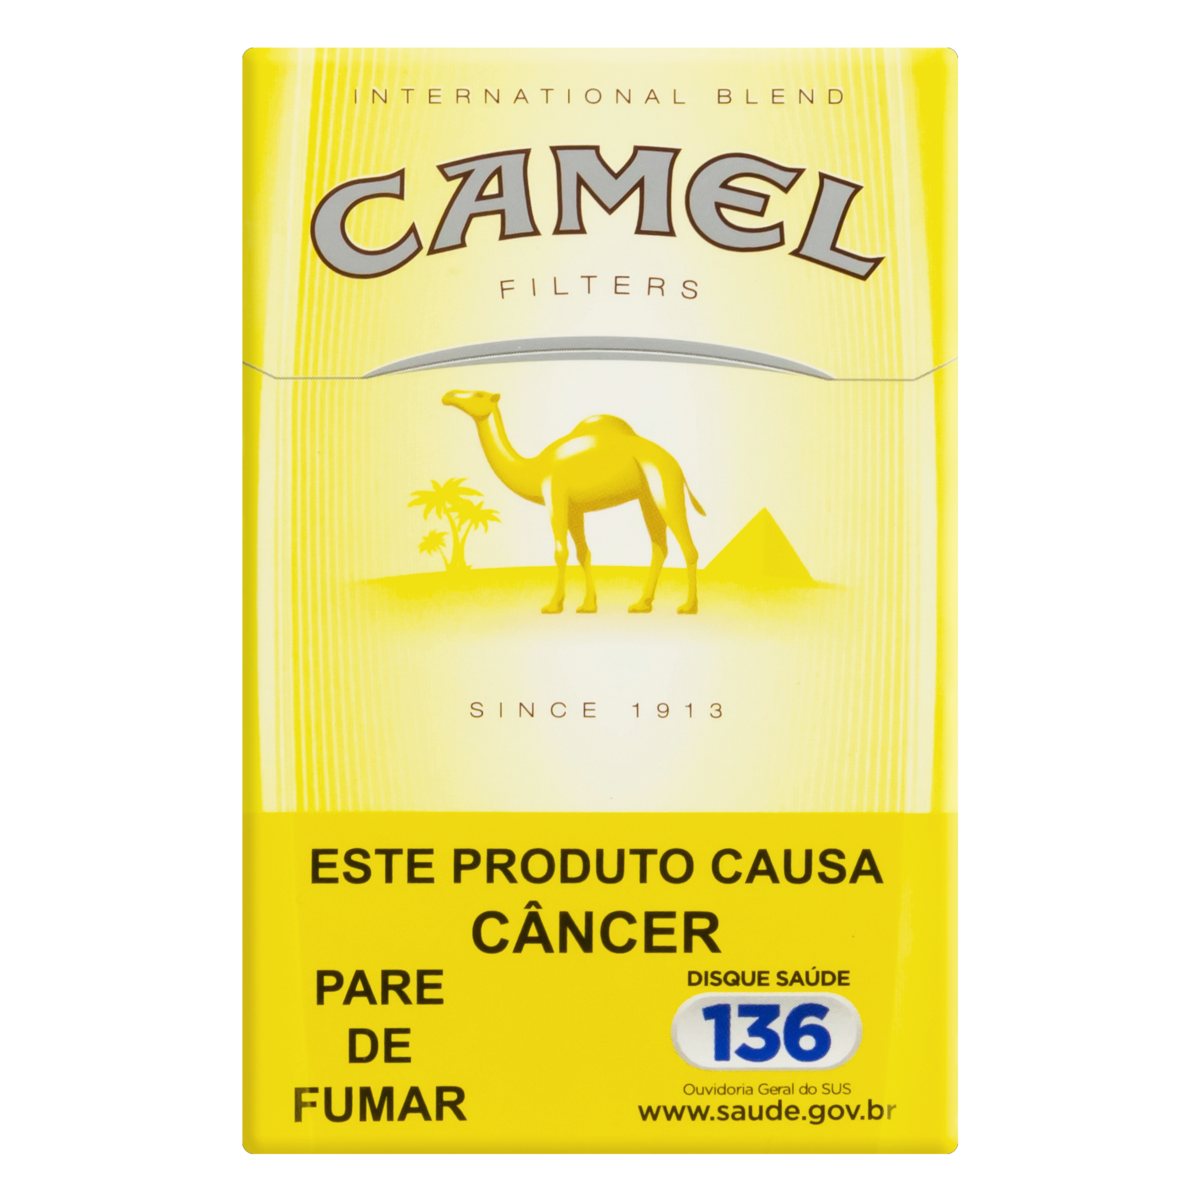 INTERNATIONAL BLEND
CAMEL
FILTERS
SINCE 1913
ESTE PRODUTO CAUSA
CÂNCER
PARE
DE
FUMAR
DISQUE SAÚDE
136
Ouvidoria Geral do SUS
www.saude.gov.br